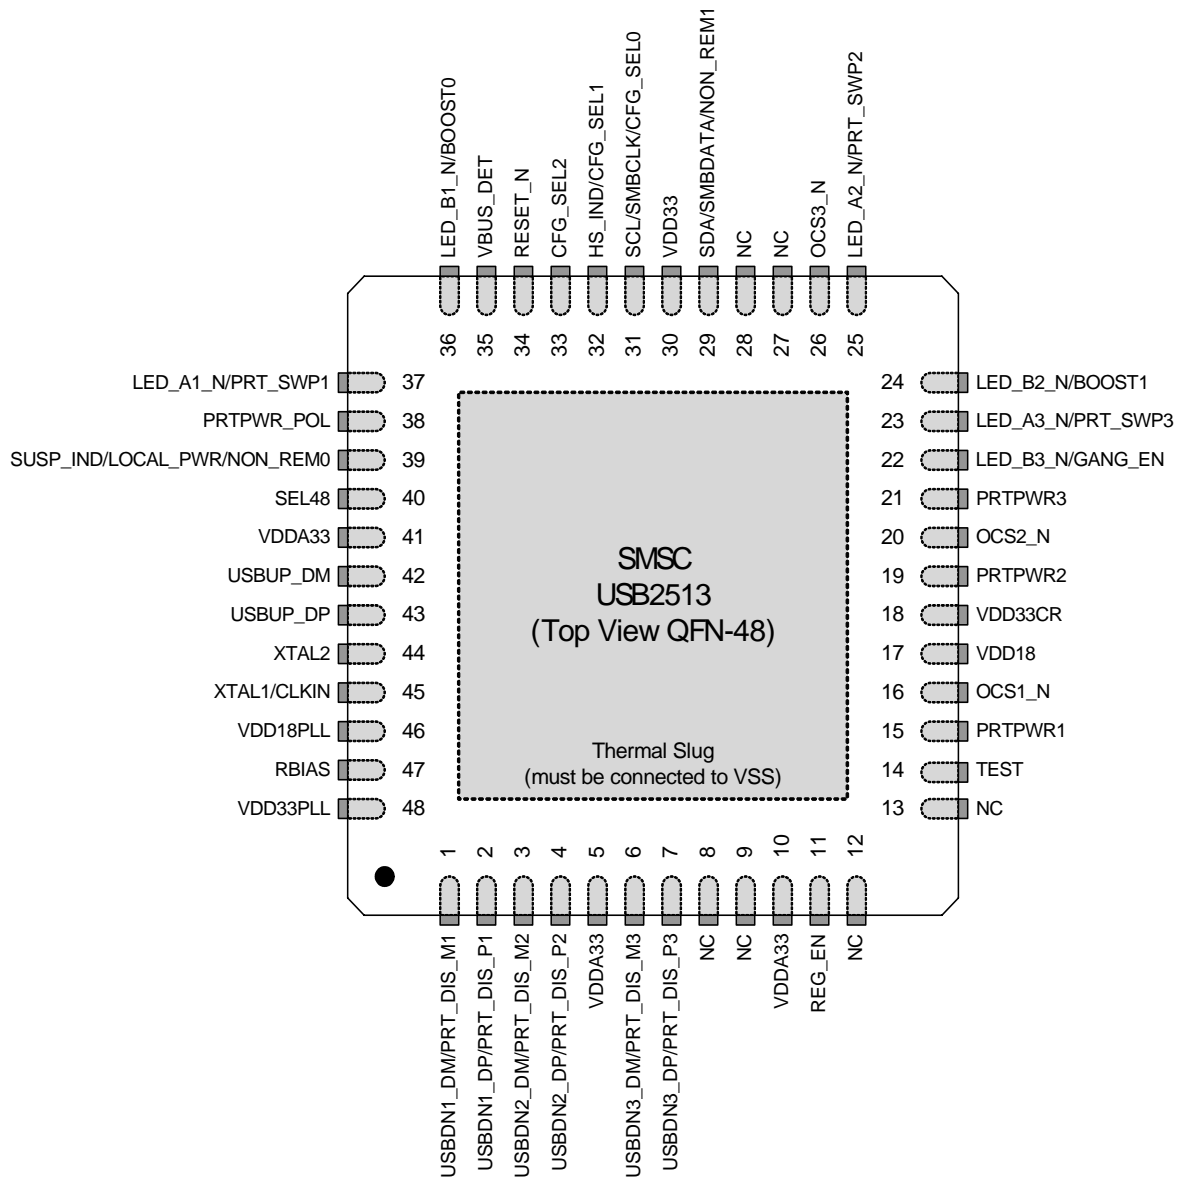 LED_B1_N/BOOST0
VBUS_DET
RESET_N
CFG_SEL2
HS_IND/CFG_SEL1
SCL/SMBCLK/CFG_SEL0
VDD33
SDA/SMBDATA/NON_REM1
NC
NC
OCS3_N
LED_A2_N/PRT_SWP2
36
35
34
33
32
31
30
29
28
27
26
25
LED_A1_N/PRT_SWP1 37
PRTPWR_POL 38
SUSP_IND/LOCAL_PWR/NON_REM0 39
SEL48 40
VDDA33 41
USBUP_DM 42
USBUP_DP 43
XTAL2 44
XTAL1/CLKIN 45
VDD18PLL 46
RBIAS 47
VDD33PLL 48
SMSC
USB2513
(Top View QFN-48)
Thermal Slug
(must be connected to VSS)
24 LED_B2_N/BOOST1
23 LED_A3_N/PRT_SWP3
22 LED_B3_N/GANG_EN
21 PRTPWR3
20 OCS2_N
19 PRTPWR2
18 VDD33CR
17 VDD18
16 OCS1_N
15 PRTPWR1
14 TEST
13 NC
1
2
3
4
5
6
7
8
9
10
11
12
USBDN1_DM/PRT_DIS_M1
USBDN1_DP/PRT_DIS_P1
USBDN2_DM/PRT_DIS_M2
USBDN2_DP/PRT_DIS_P2
VDDA33
USBDN3_DM/PRT_DIS_M3
USBDN3_DP/PRT_DIS_P3
NC
NC
VDDA33
REG_EN
NC